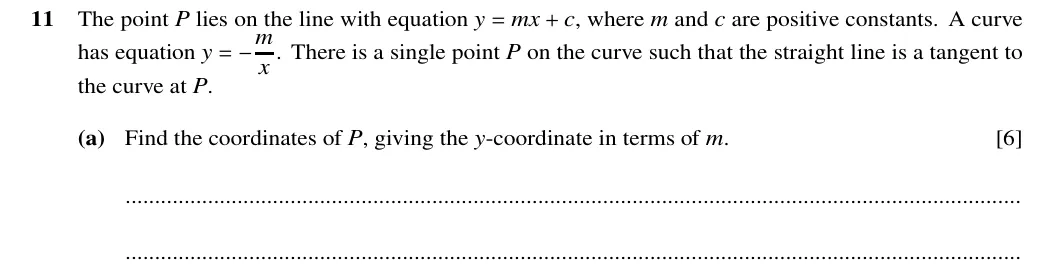 11 The point P lies on the line with equation y = mx + c, where m and c are positive constants. A curve
has equation y = −m/x. There is a single point P on the curve such that the straight line is a tangent to
the curve at P.
(a) Find the coordinates of P, giving the y-coordinate in terms of m. [6]